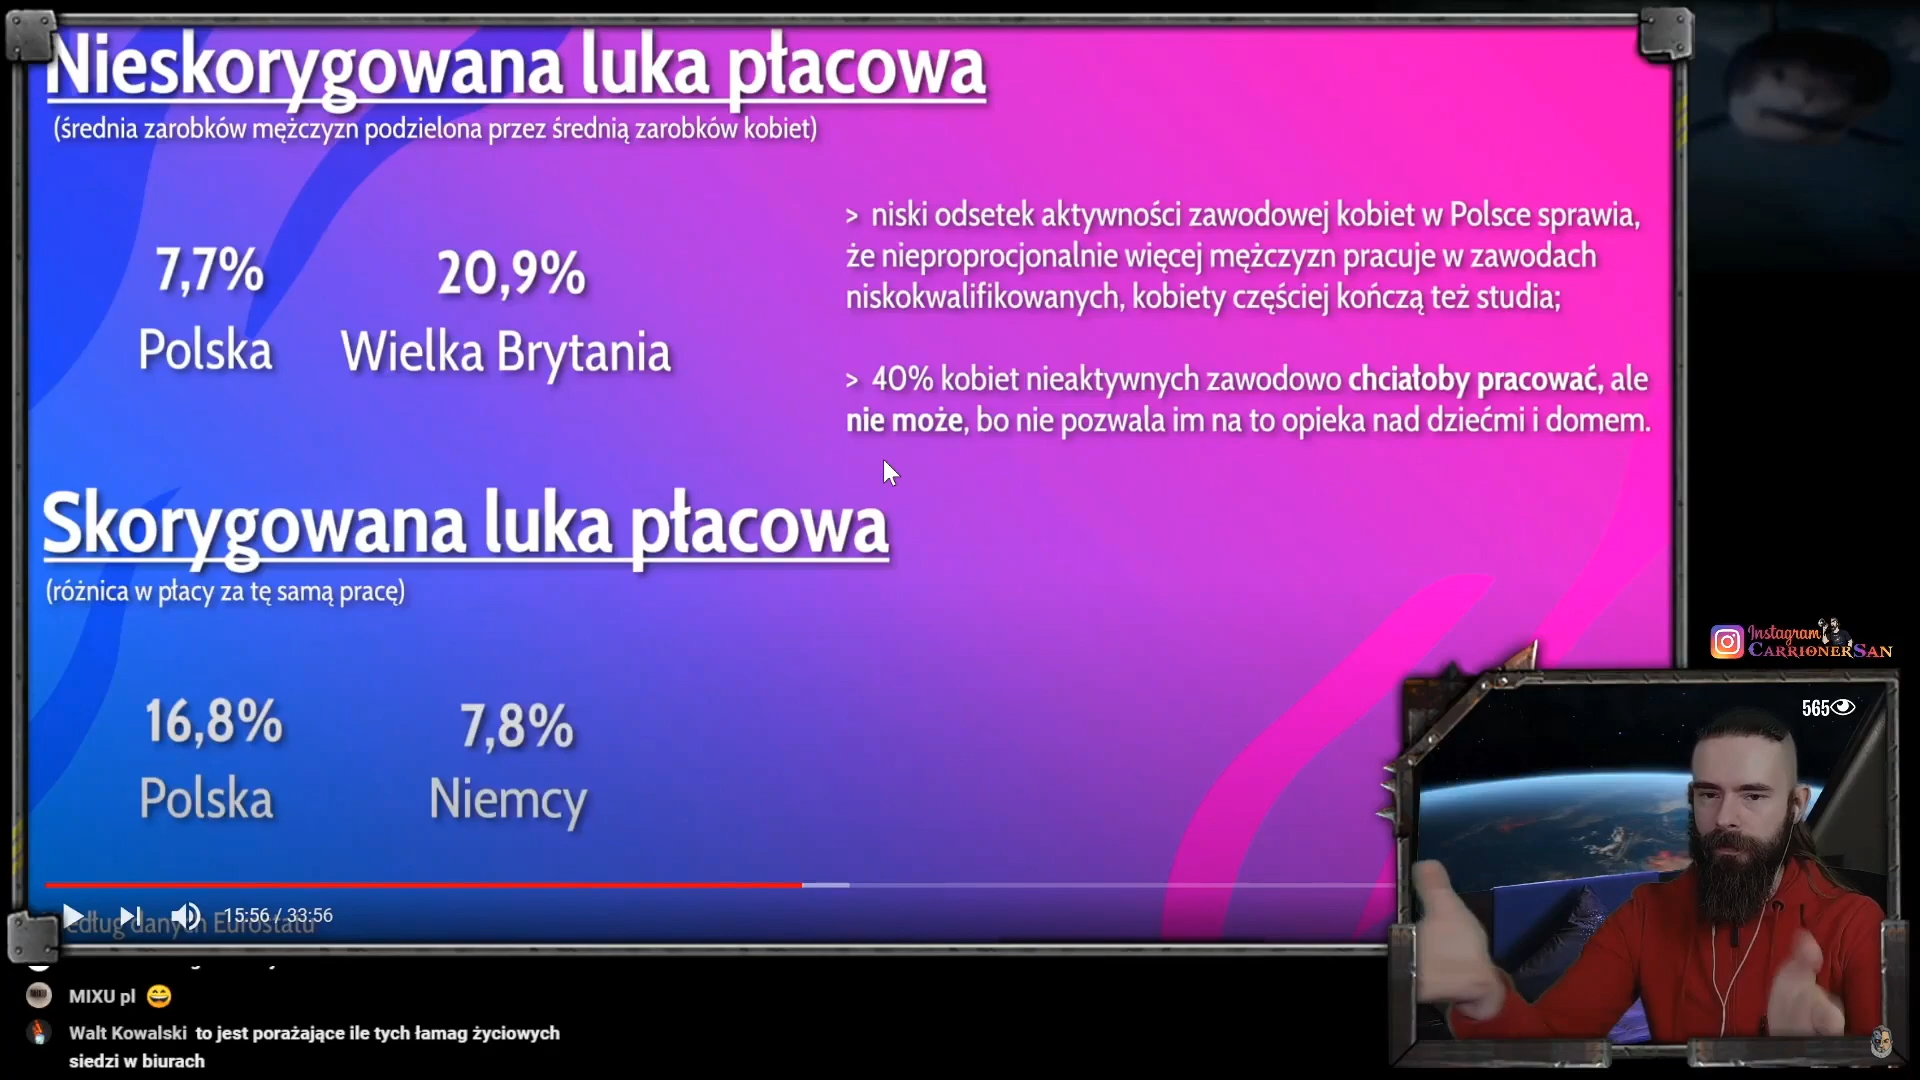 Nieskorygowana luka płacowa
(średnia zarobków mężczyzn podzielona przez średnią zarobków kobiet)
7,7%
Polska
20,9%
Wielka Brytania
> niski odsetek aktywności zawodowej kobiet w Polsce sprawia,
że nieproprocjonalnie więcej mężczyzn pracuje w zawodach
niskokwalifikowanych, kobiety częściej kończą też studia;
> 40% kobiet nieaktywnych zawodowo chciałoby pracować, ale
nie może, bo nie pozwala im na to opieka nad dziećmi i domem.
Skorygowana luka płacowa
(różnica w płacy za tę samą pracę)
16,8%
Polska
7,8%
Niemcy
danych Eurostatu
15:56 / 33:56
Instagram
CARRIONERSAN
565
MIXU pl 😄
Walt Kowalski to jest porażające ile tych łamag życiowych
siedzi w biurach